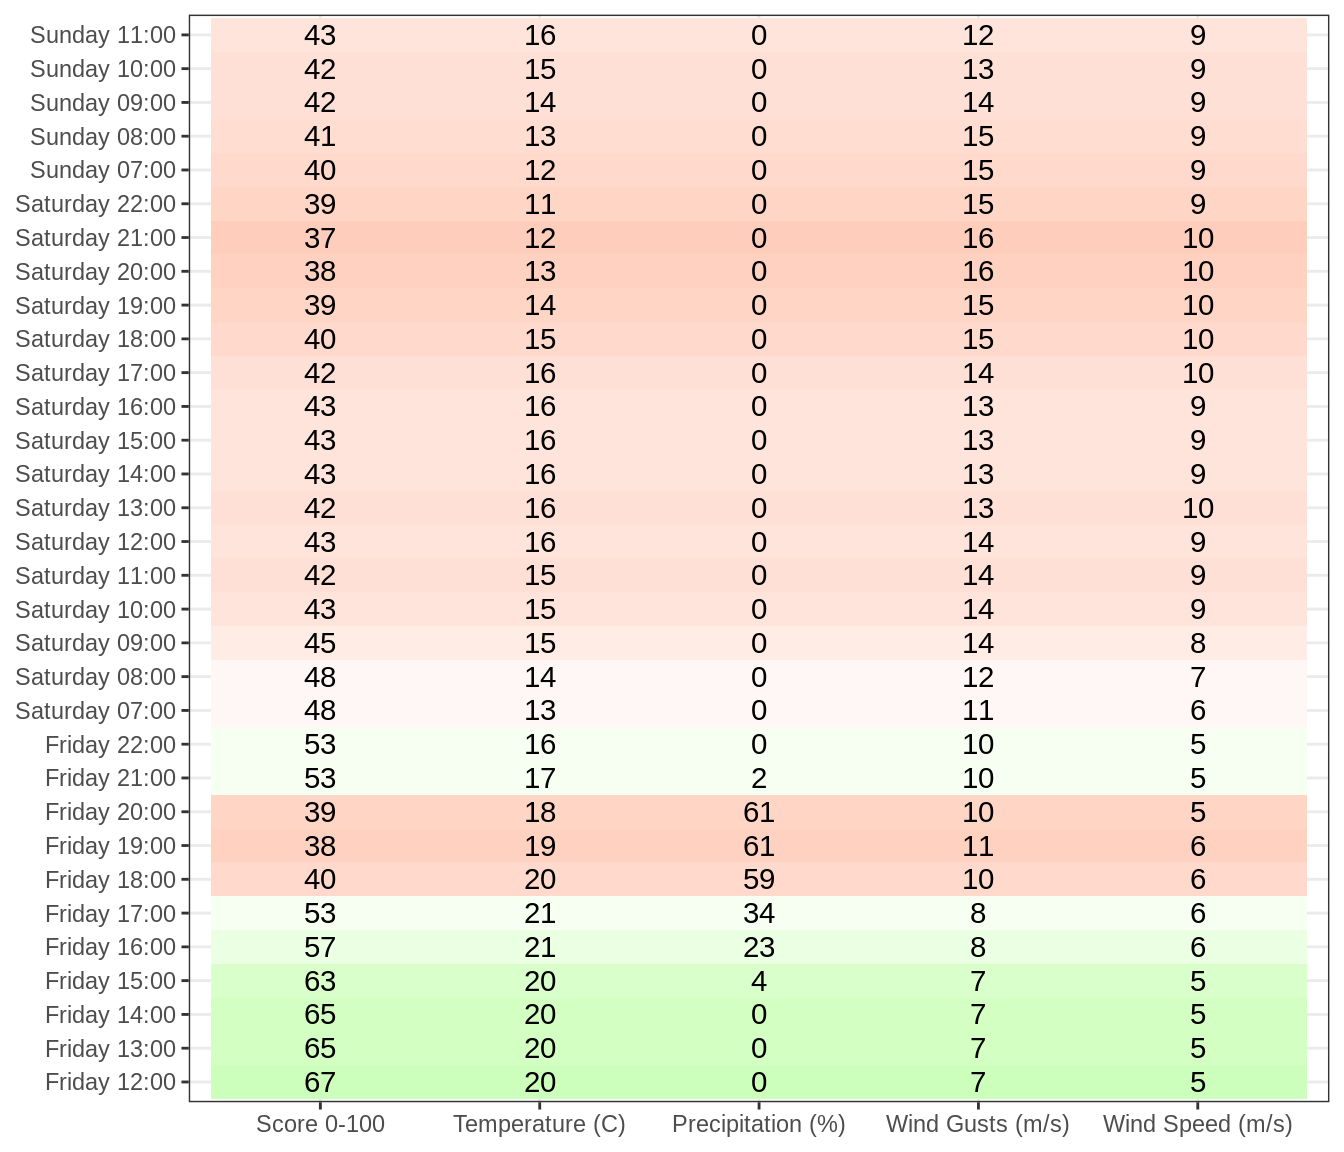 Sunday 11:00 43 16 0 12 9
Sunday 10:00 42 15 0 13 9
Sunday 09:00 42 14 0 14 9
Sunday 08:00 41 13 0 15 9
Sunday 07:00 40 12 0 15 9
Saturday 22:00 39 11 0 15 9
Saturday 21:00 37 12 0 16 10
Saturday 20:00 38 13 0 16 10
Saturday 19:00 39 14 0 15 10
Saturday 18:00 40 15 0 15 10
Saturday 17:00 42 16 0 14 10
Saturday 16:00 43 16 0 13 9
Saturday 15:00 43 16 0 13 9
Saturday 14:00 43 16 0 13 9
Saturday 13:00 42 16 0 13 10
Saturday 12:00 43 16 0 14 9
Saturday 11:00 42 15 0 14 9
Saturday 10:00 43 15 0 14 9
Saturday 09:00 45 15 0 14 8
Saturday 08:00 48 14 0 12 7
Saturday 07:00 48 13 0 11 6
Friday 22:00 53 16 0 10 5
Friday 21:00 53 17 2 10 5
Friday 20:00 39 18 61 10 5
Friday 19:00 38 19 61 11 6
Friday 18:00 40 20 59 10 6
Friday 17:00 53 21 34 8 6
Friday 16:00 57 21 23 8 6
Friday 15:00 63 20 4 7 5
Friday 14:00 65 20 0 7 5
Friday 13:00 65 20 0 7 5
Friday 12:00 67 20 0 7 5
Score 0-100 Temperature (C) Precipitation (%) Wind Gusts (m/s) Wind Speed (m/s)